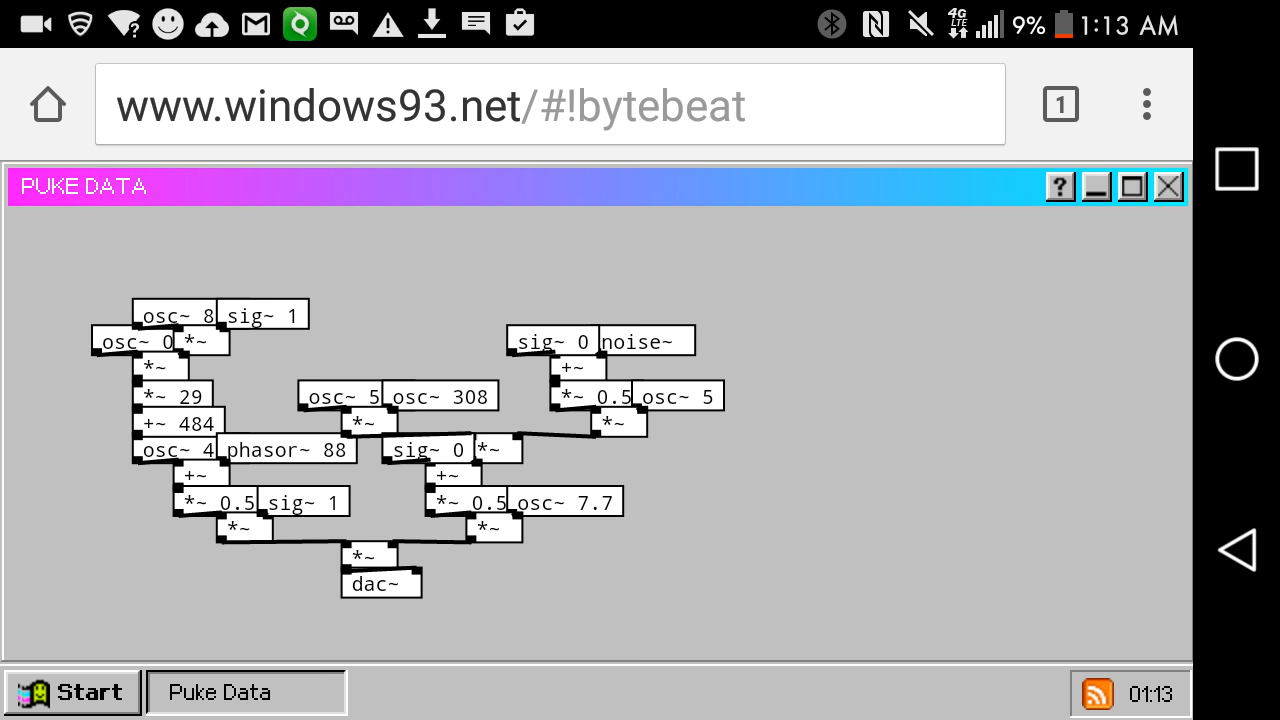 4G LTE 9% 1:13 AM
www.windows93.net/#!bytebeat 1
PUKE DATA ?
osc~ 8 sig~ 1
osc~ 0 *~ sig~ 0 noise~
*~ +~
*~ 29 osc~ 5 osc~ 308 *~ 0.5 osc~ 5
+~ 484 *~ *~
osc~ 4 phasor~ 88 sig~ 0 *~
+~ +~
*~ 0.5 sig~ 1 *~ 0.5 osc~ 7.7
*~ *~
*~
dac~
Start Puke Data 01:13